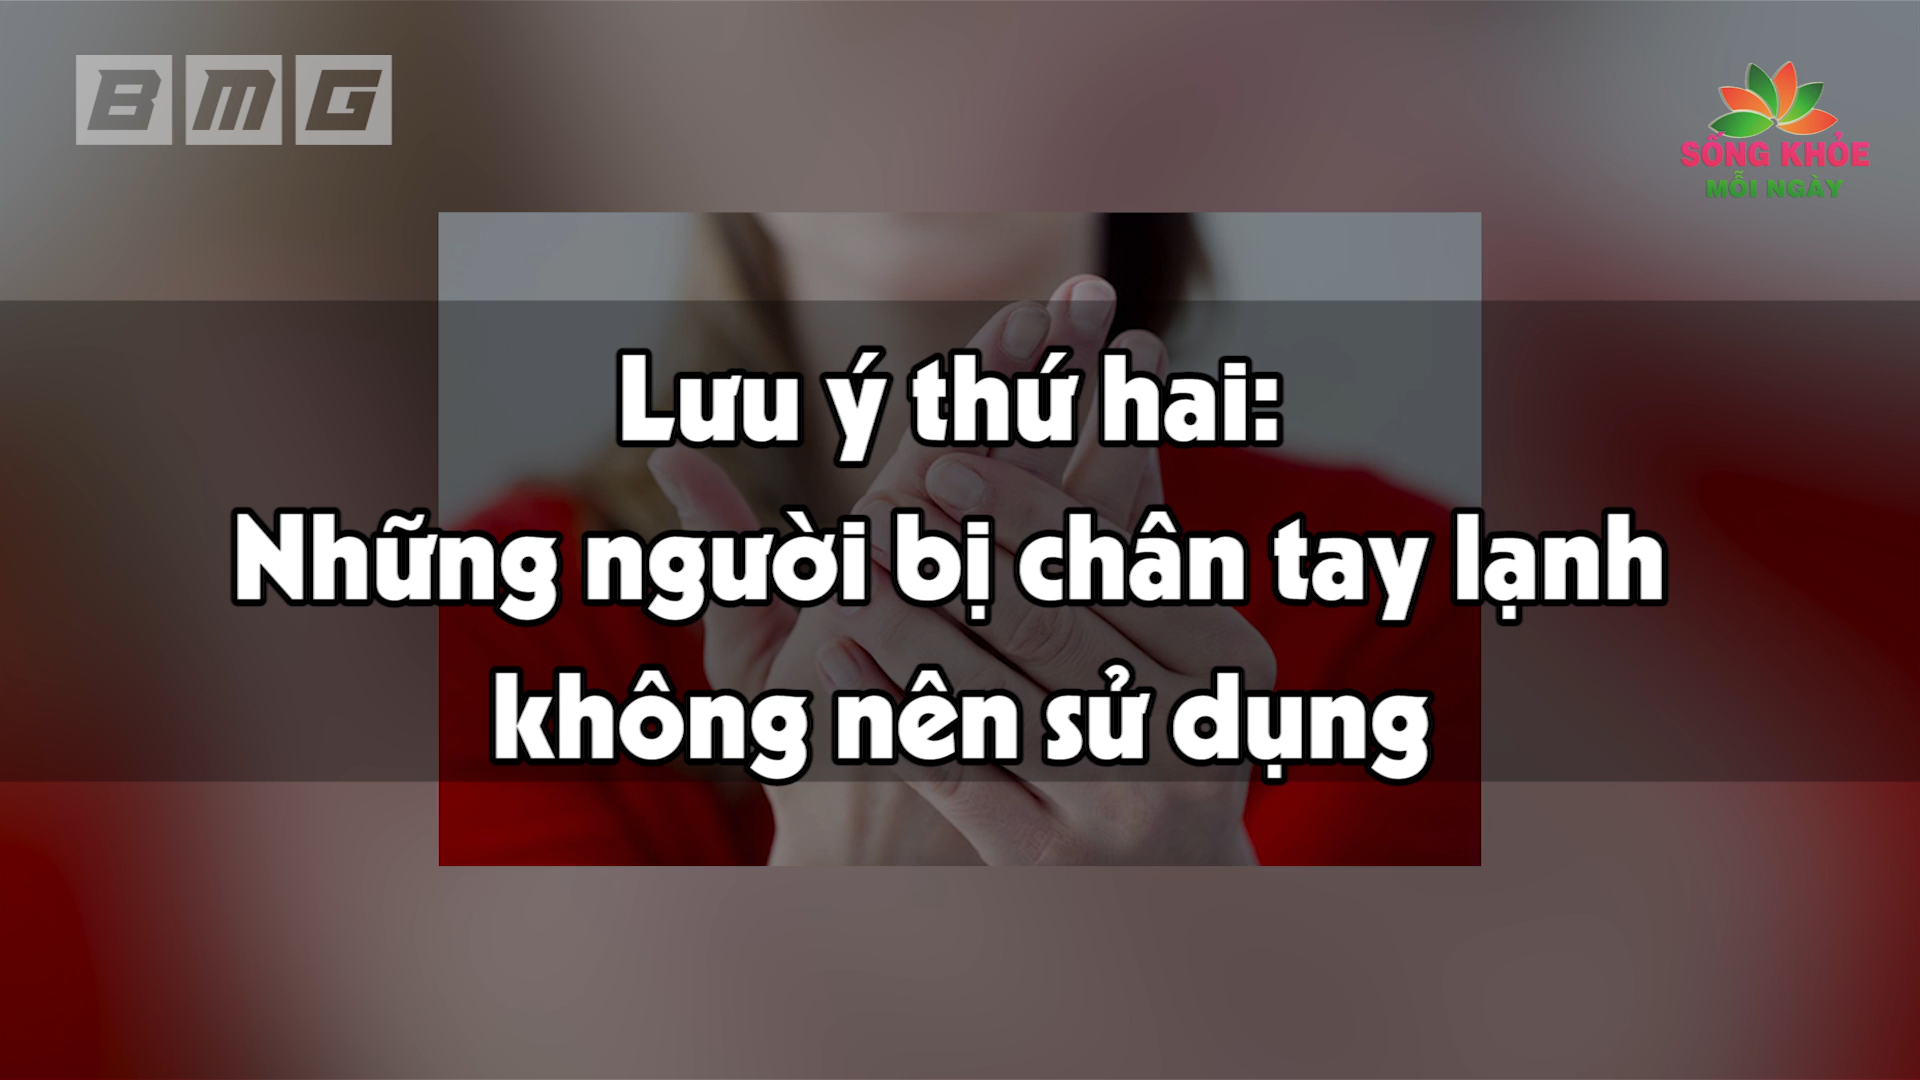 BMG
SỐNG KHỎE
MỖI NGÀY
Lưu ý thứ hai:
Những người bị chân tay lạnh
không nên sử dụng